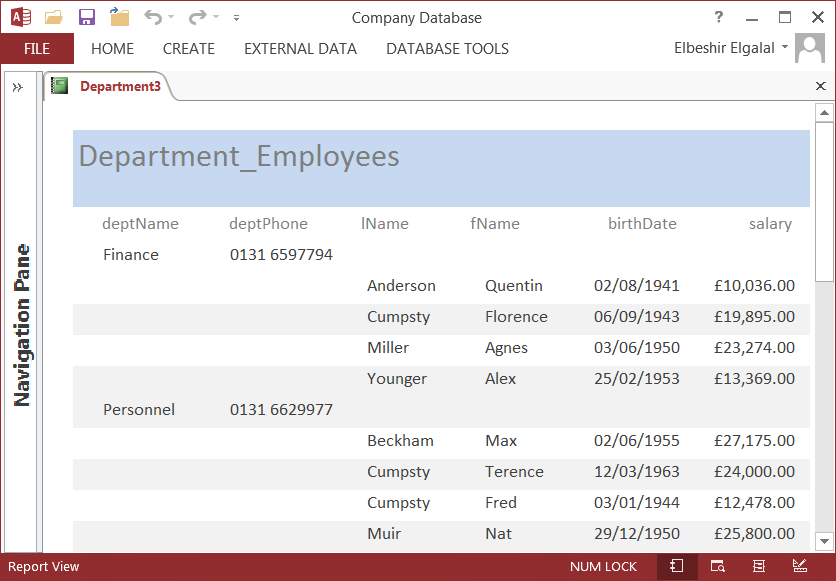 Company Database
?
FILE HOME CREATE EXTERNAL DATA DATABASE TOOLS Elbeshir Elgalal
Department3
Navigation Pane
Department_Employees
deptName deptPhone lName fName birthDate salary
Finance 0131 6597794
Anderson Quentin 02/08/1941 £10,036.00
Cumpsty Florence 06/09/1943 £19,895.00
Miller Agnes 03/06/1950 £23,274.00
Younger Alex 25/02/1953 £13,369.00
Personnel 0131 6629977
Beckham Max 02/06/1955 £27,175.00
Cumpsty Terence 12/03/1963 £24,000.00
Cumpsty Fred 03/01/1944 £12,478.00
Muir Nat 29/12/1950 £25,800.00
Report View NUM LOCK